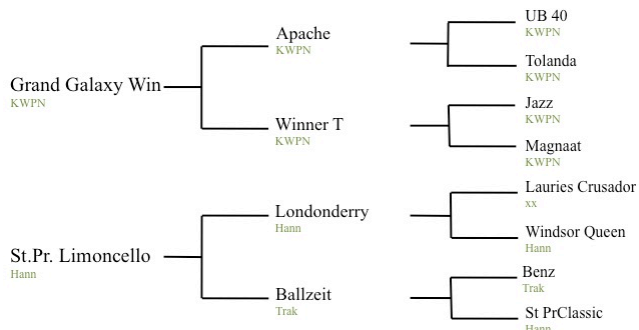 UB 40
KWPN
Apache
KWPN
Tolanda
KWPN
Grand Galaxy Win
KWPN
Jazz
KWPN
Winner T
KWPN
Magnaat
KWPN
Lauries Crusador
xx
Londonderry
Hann
Windsor Queen
Hann
St.Pr. Limoncello
Hann
Benz
Trak
Ballzeit
Trak
St PrClassic
Hann